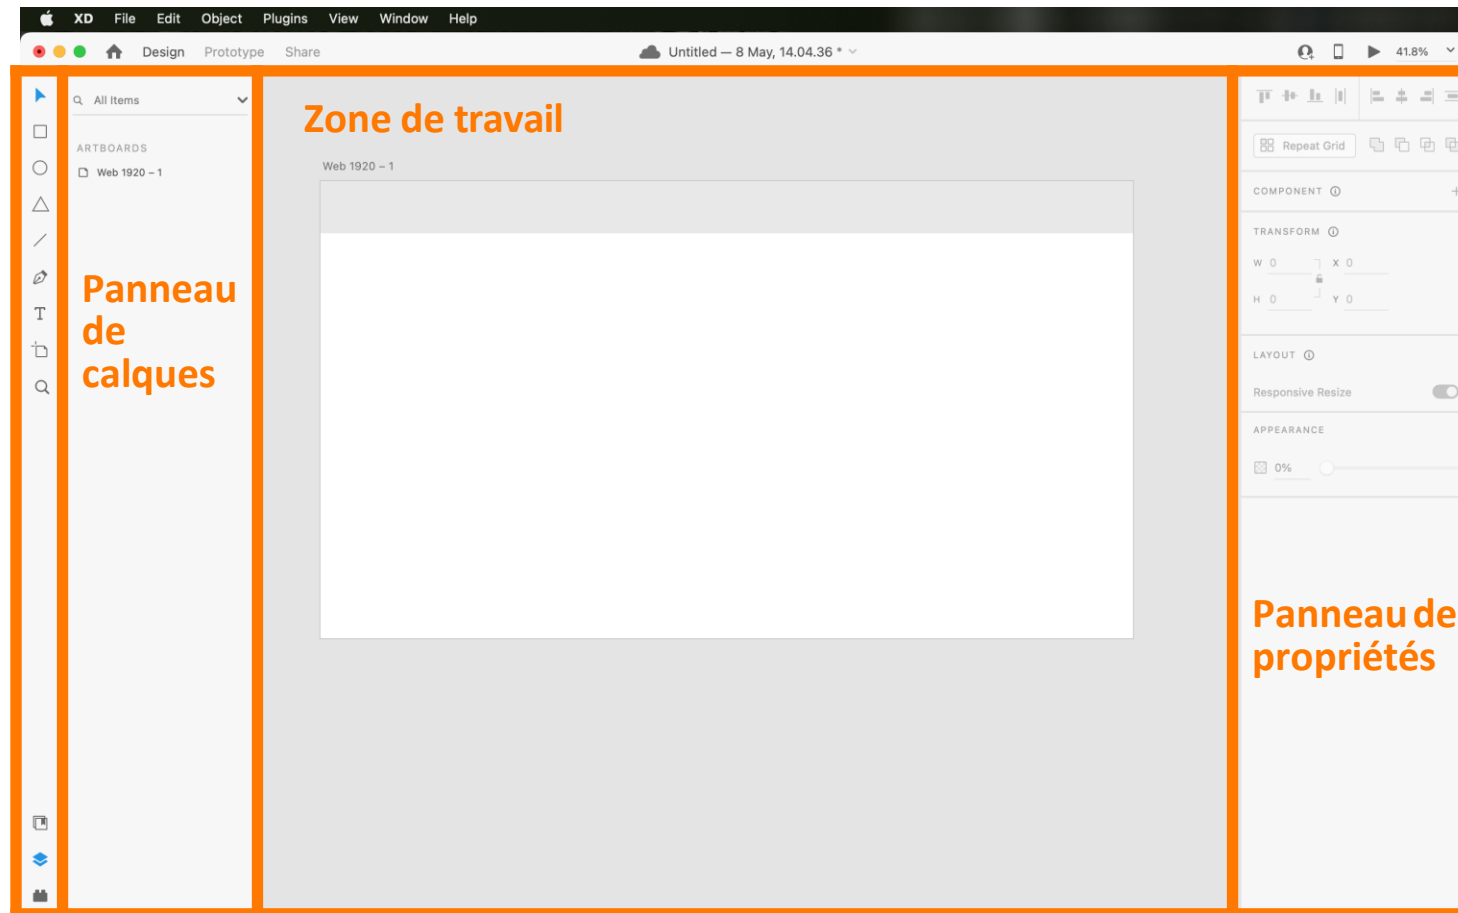 XD File Edit Object Plugins View Window Help
Design Prototype Share Untitled — 8 May, 14.04.36 * 41.8%
All Items
ARTBOARDS
Web 1920 – 1
Panneau
de
calques
T
Zone de travail
Web 1920 – 1
Repeat Grid
COMPONENT
TRANSFORM
W 0 X 0
H 0 Y 0
LAYOUT
Responsive Resize
APPEARANCE
0%
Panneau de
propriétés